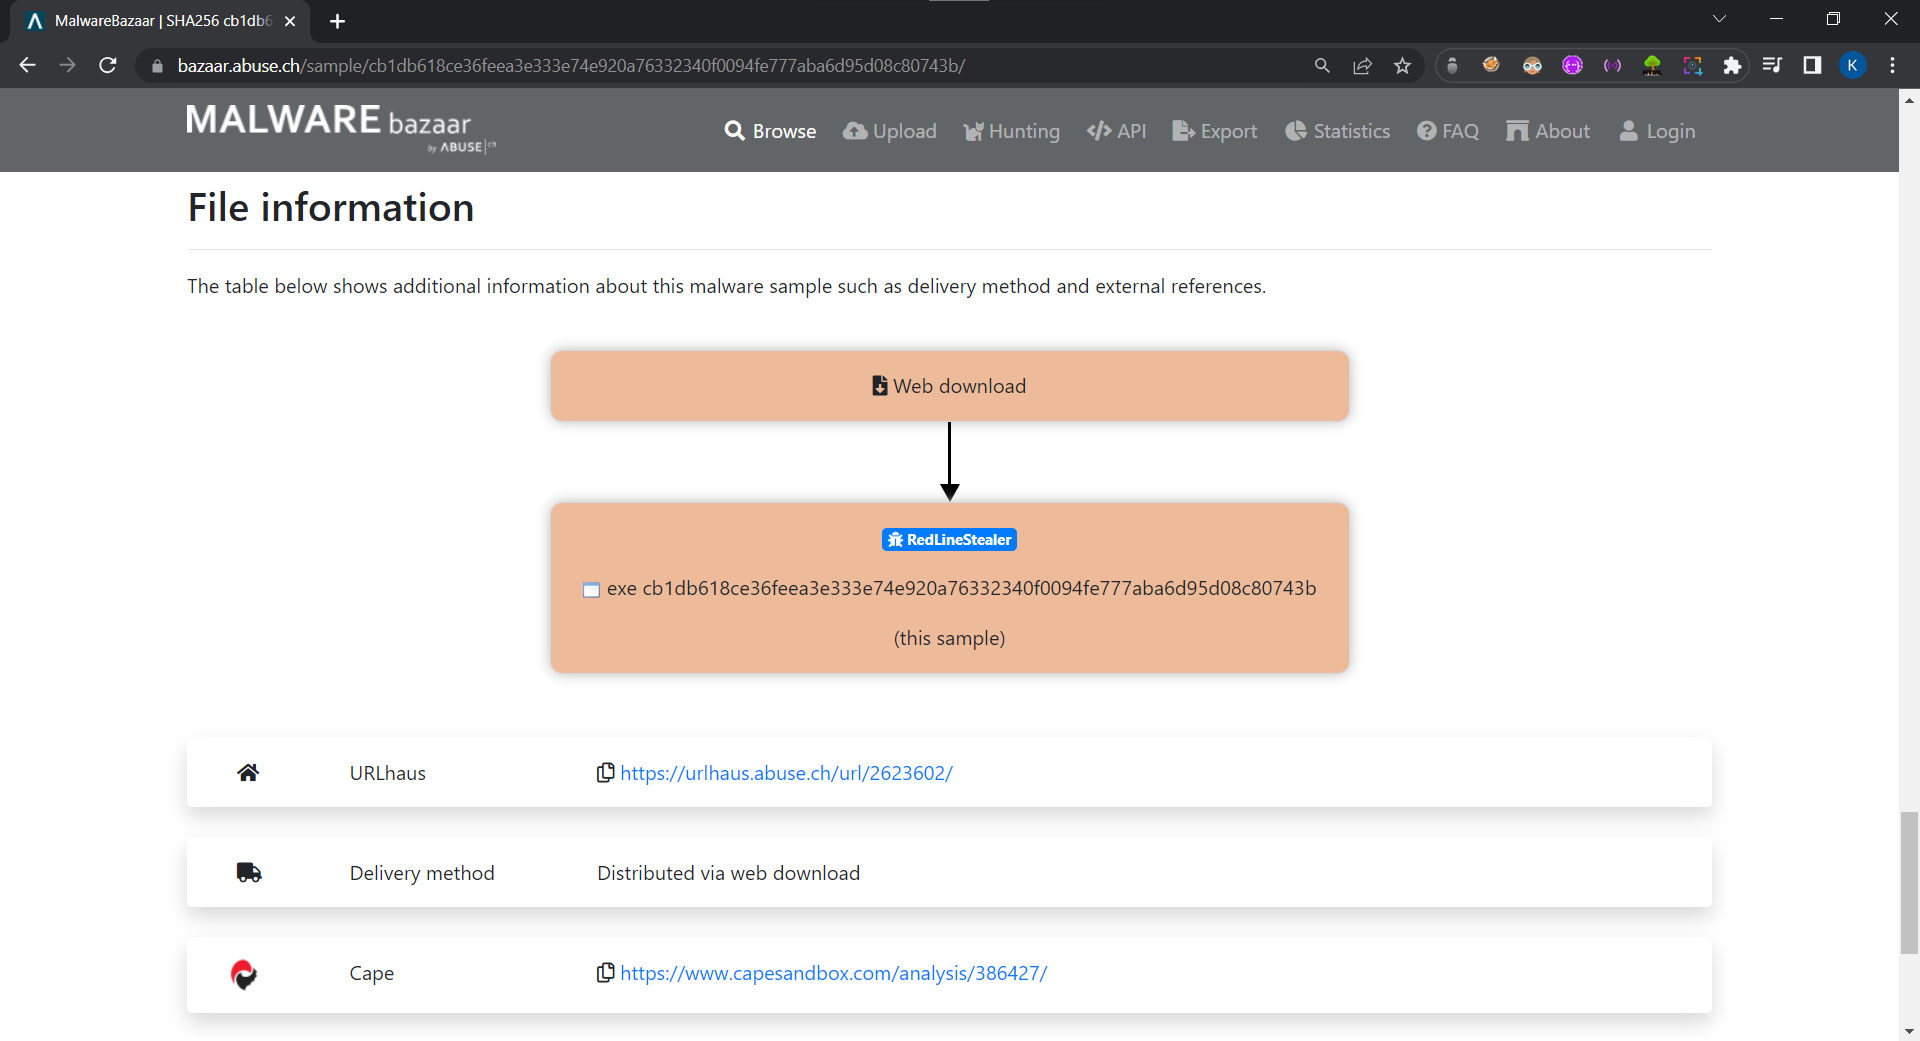 MalwareBazaar | SHA256 cb1db6
bazaar.abuse.ch/sample/cb1db618ce36feea3e333e74e920a76332340f0094fe777aba6d95d08c80743b/
K
MALWARE bazaar
by ABUSE|ch
Browse Upload Hunting API Export Statistics FAQ About Login
File information
The table below shows additional information about this malware sample such as delivery method and external references.
Web download
RedLineStealer
exe cb1db618ce36feea3e333e74e920a76332340f0094fe777aba6d95d08c80743b
(this sample)
URLhaus https://urlhaus.abuse.ch/url/2623602/
Delivery method Distributed via web download
Cape https://www.capesandbox.com/analysis/386427/